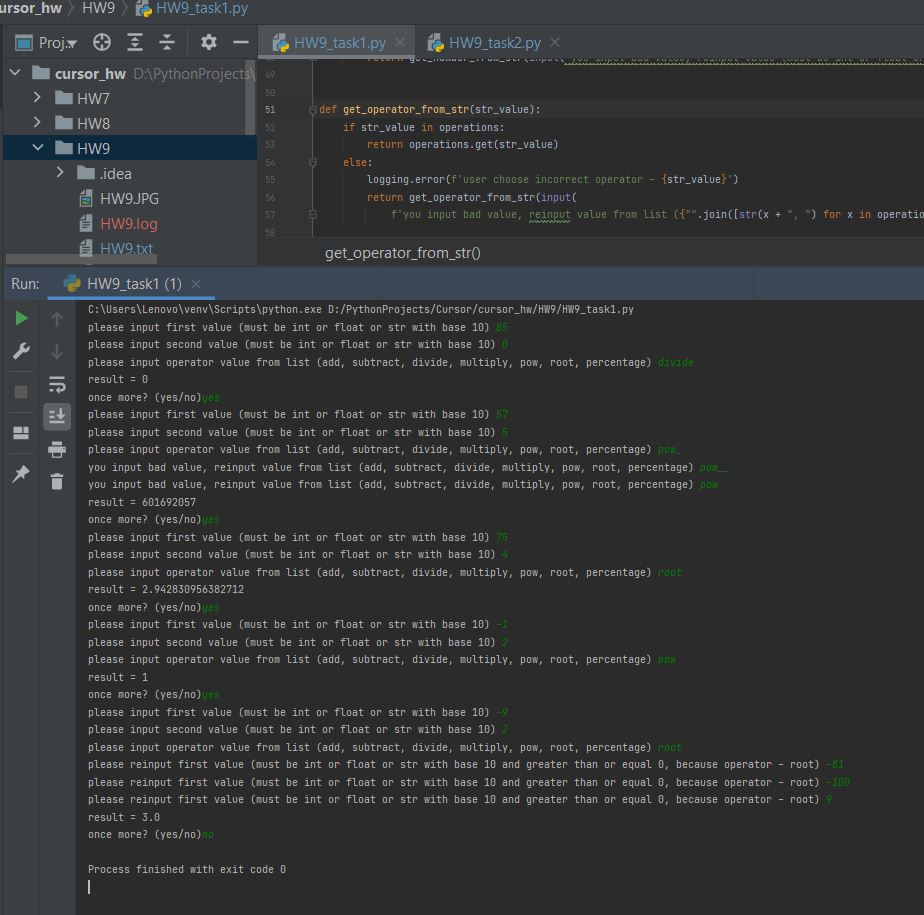 cursor_hw HW9 HW9_task1.py
Proj... HW9_task1.py HW9_task2.py
cursor_hw D:\PythonProjects\
HW7
HW8
HW9
.idea
HW9.JPG
HW9.log
HW9.txt
49
50
51 def get_operator_from_str(str_value):
52 if str_value in operations:
53 return operations.get(str_value)
54 else:
55 logging.error(f'user choose incorrect operator - {str_value}')
56 return get_operator_from_str(input(
57 f'you input bad value, reinput value from list ({"".join([str(x + ", ") for x in operatio
58
get_operator_from_str()
Run: HW9_task1 (1)
C:\Users\Lenovo\venv\Scripts\python.exe D:/PythonProjects/Cursor/cursor_hw/HW9/HW9_task1.py
please input first value (must be int or float or str with base 10) 85
please input second value (must be int or float or str with base 10) 0
please input operator value from list (add, subtract, divide, multiply, pow, root, percentage) divide
result = 0
once more? (yes/no)yes
please input first value (must be int or float or str with base 10) 57
please input second value (must be int or float or str with base 10) 5
please input operator value from list (add, subtract, divide, multiply, pow, root, percentage) pow_
you input bad value, reinput value from list (add, subtract, divide, multiply, pow, root, percentage) pow__
you input bad value, reinput value from list (add, subtract, divide, multiply, pow, root, percentage) pow
result = 601692057
once more? (yes/no)yes
please input first value (must be int or float or str with base 10) 75
please input second value (must be int or float or str with base 10) 4
please input operator value from list (add, subtract, divide, multiply, pow, root, percentage) root
result = 2.942830956382712
once more? (yes/no)yes
please input first value (must be int or float or str with base 10) -1
please input second value (must be int or float or str with base 10) 2
please input operator value from list (add, subtract, divide, multiply, pow, root, percentage) pow
result = 1
once more? (yes/no)yes
please input first value (must be int or float or str with base 10) -9
please input second value (must be int or float or str with base 10) 2
please input operator value from list (add, subtract, divide, multiply, pow, root, percentage) root
please reinput first value (must be int or float or str with base 10 and greater than or equal 0, because operator - root) -81
please reinput first value (must be int or float or str with base 10 and greater than or equal 0, because operator - root) -100
please reinput first value (must be int or float or str with base 10 and greater than or equal 0, because operator - root) 9
result = 3.0
once more? (yes/no)no
Process finished with exit code 0